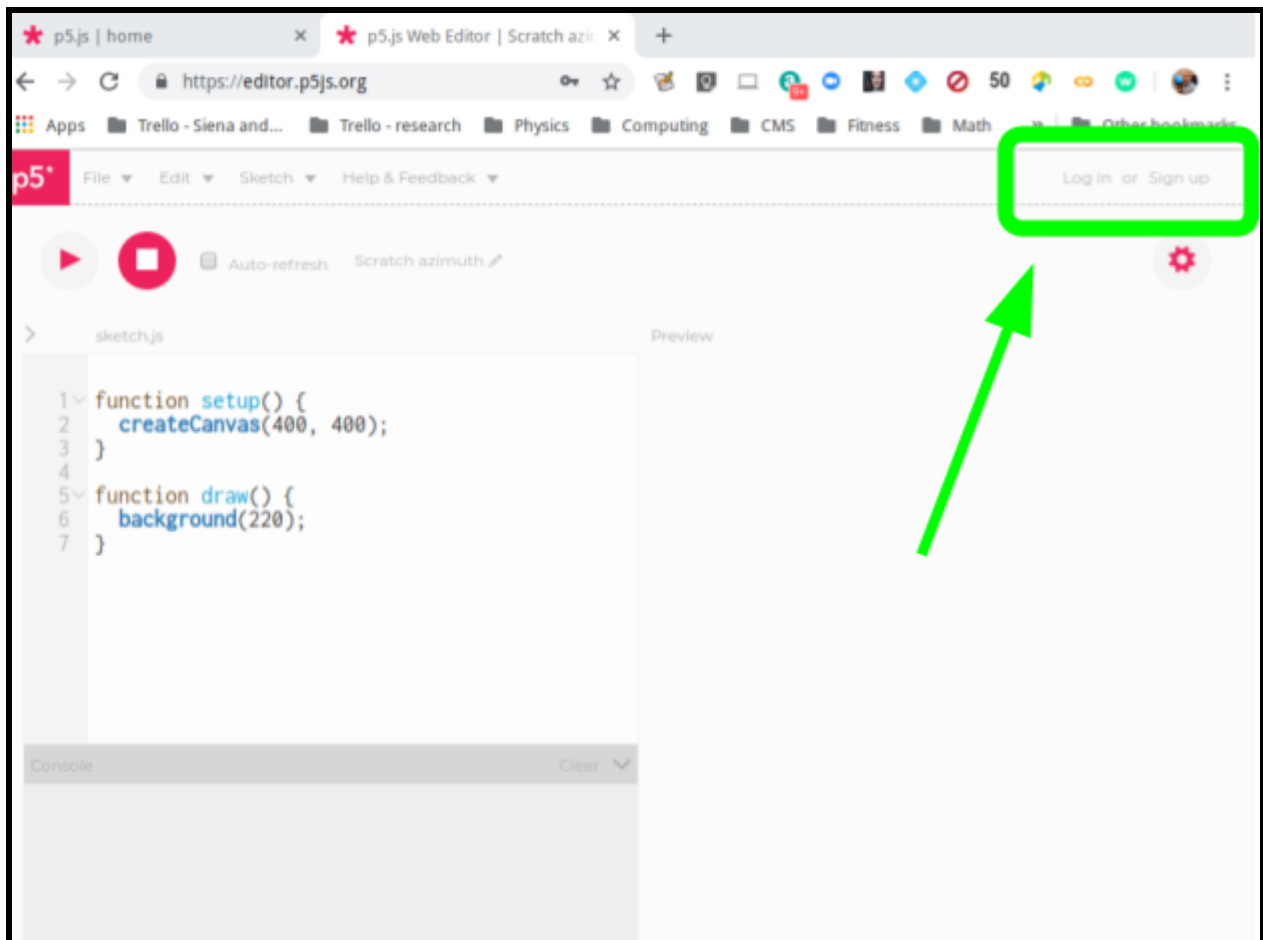 p5.js | home p5.js Web Editor | Scratch azi
https://editor.p5js.org 9+ 50
Apps Trello - Siena and... Trello - research Physics Computing CMS Fitness Math » Other bookmarks
p5* File Edit Sketch Help & Feedback Log in or Sign up
Auto-refresh Scratch azimuth
> sketch.js Preview
1 function setup() {
2 createCanvas(400, 400);
3 }
4
5 function draw() {
6 background(220);
7 }
Console Clear